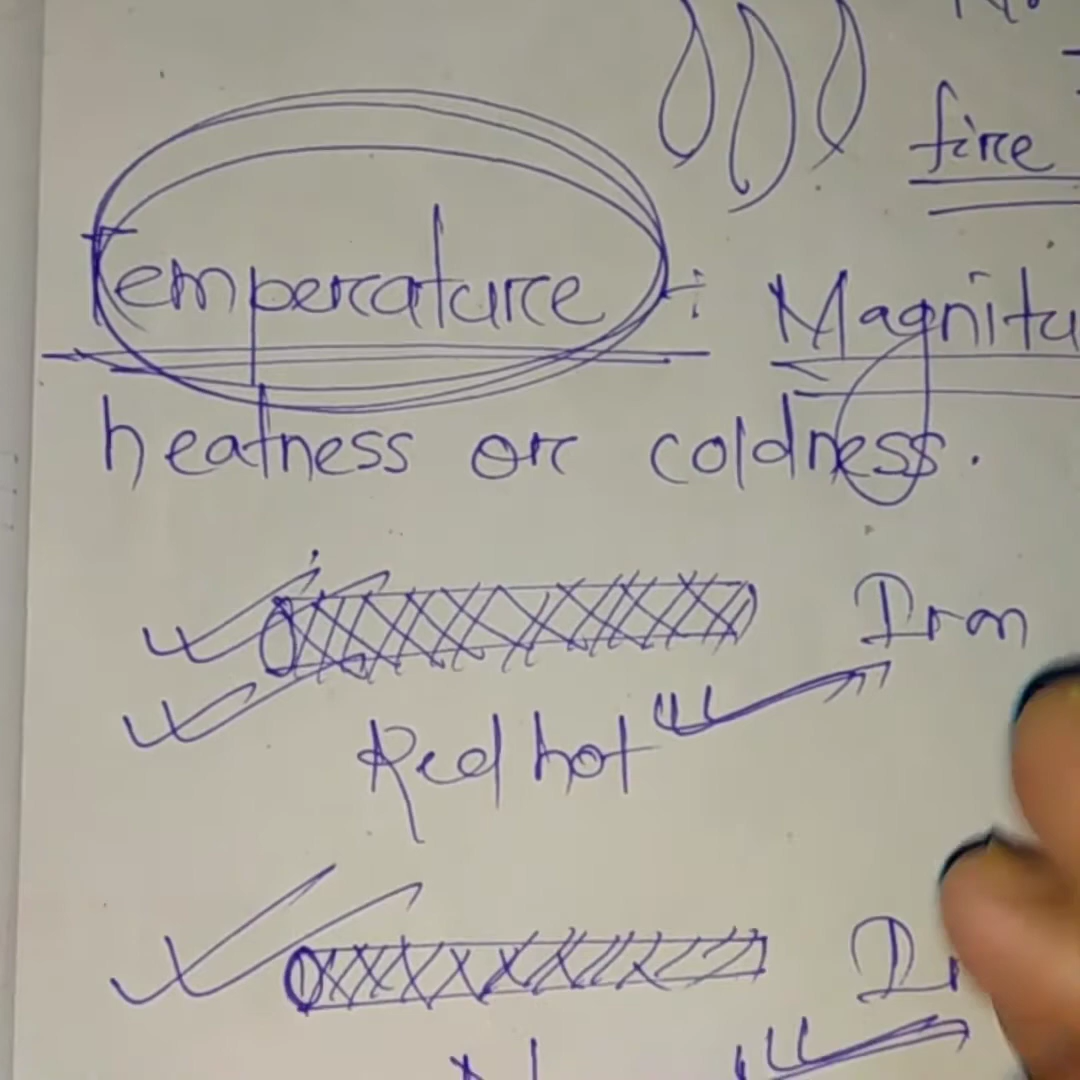 fire
Temperature : Magnitu
heatness or coldness.
Iron
Red hot